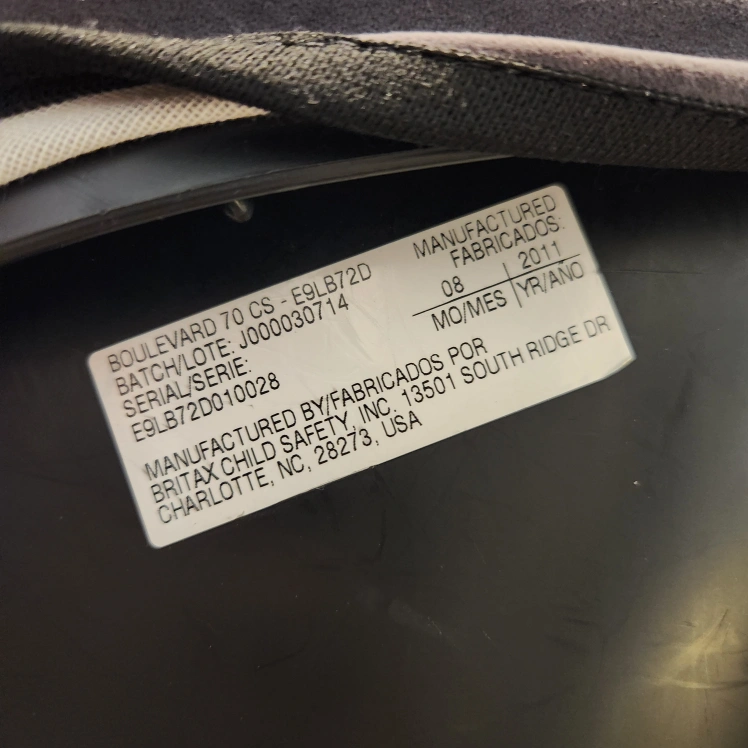 BOULEVARD 70 CS - E9LB72D
BATCH/LOTE: J000030714
SERIAL/SERIE:
E9LB72D010028
MANUFACTURED
FABRICADOS:
08 2011
MO/MES YR/AÑO
MANUFACTURED BY/FABRICADOS POR
BRITAX CHILD SAFETY, INC. 13501 SOUTH RIDGE DR
CHARLOTTE, NC, 28273, USA